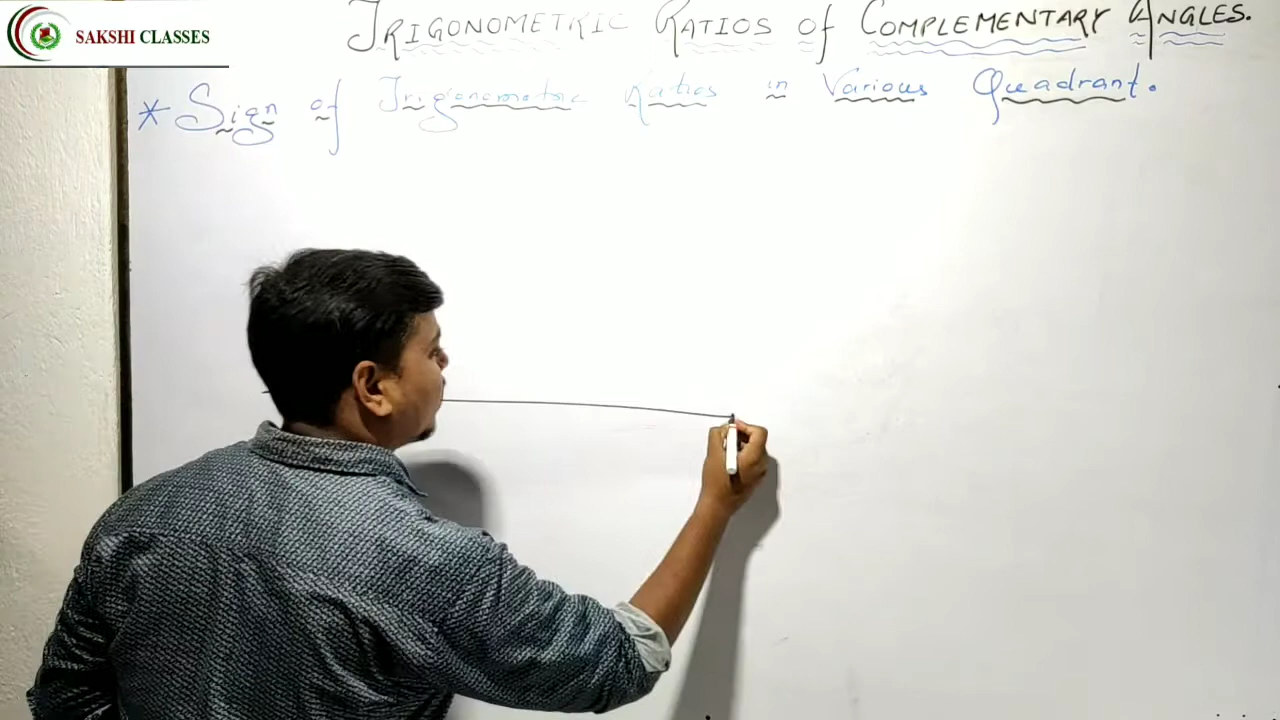 SAKSHI CLASSES
TRIGONOMETRIC RATIOS of COMPLEMENTARY ANGLES.
* Sign of Trigonometric Ratios in Various Quadrant.